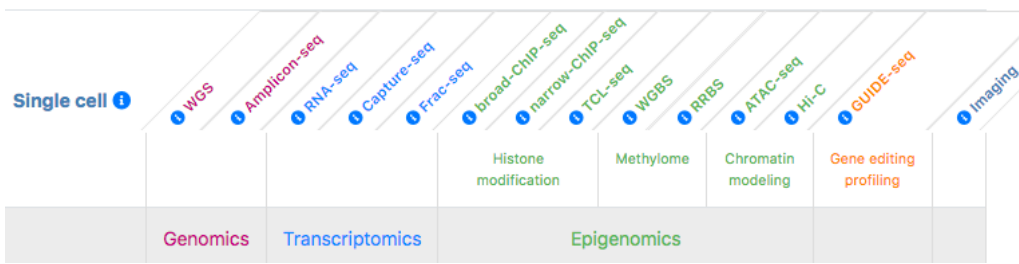 Single cell
WGS
Amplicon-seq
RNA-seq
Capture-seq
Frac-seq
broad-ChIP-seq
narrow-ChIP-seq
TCL-seq
WGBS
RRBS
ATAC-seq
Hi-C
GUIDE-seq
Imaging
Histone
modification
Methylome
Chromatin
modeling
Gene editing
profiling
Genomics
Transcriptomics
Epigenomics